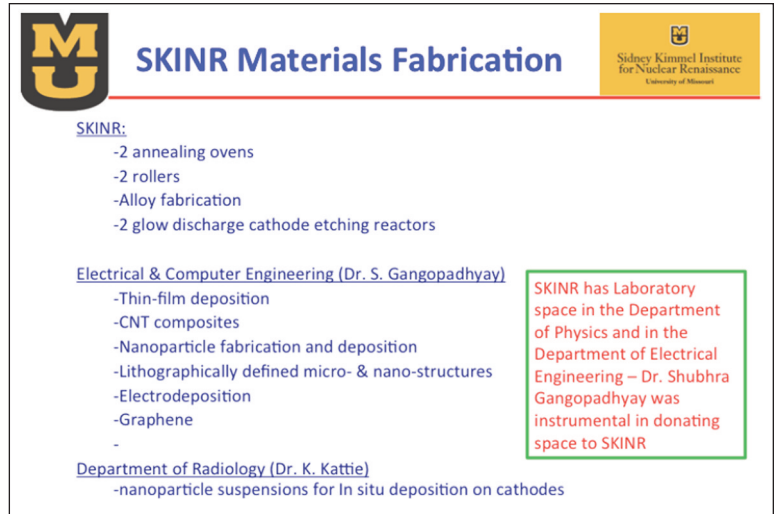 MU
SKINR Materials Fabrication
MU
Sidney Kimmel Institute
for Nuclear Renaissance
University of Missouri
SKINR:
-2 annealing ovens
-2 rollers
-Alloy fabrication
-2 glow discharge cathode etching reactors
Electrical & Computer Engineering (Dr. S. Gangopadhyay)
-Thin-film deposition
-CNT composites
-Nanoparticle fabrication and deposition
-Lithographically defined micro- & nano-structures
-Electrodeposition
-Graphene
-
SKINR has Laboratory
space in the Department
of Physics and in the
Department of Electrical
Engineering – Dr. Shubhra
Gangopadhyay was
instrumental in donating
space to SKINR
Department of Radiology (Dr. K. Kattie)
-nanoparticle suspensions for In situ deposition on cathodes